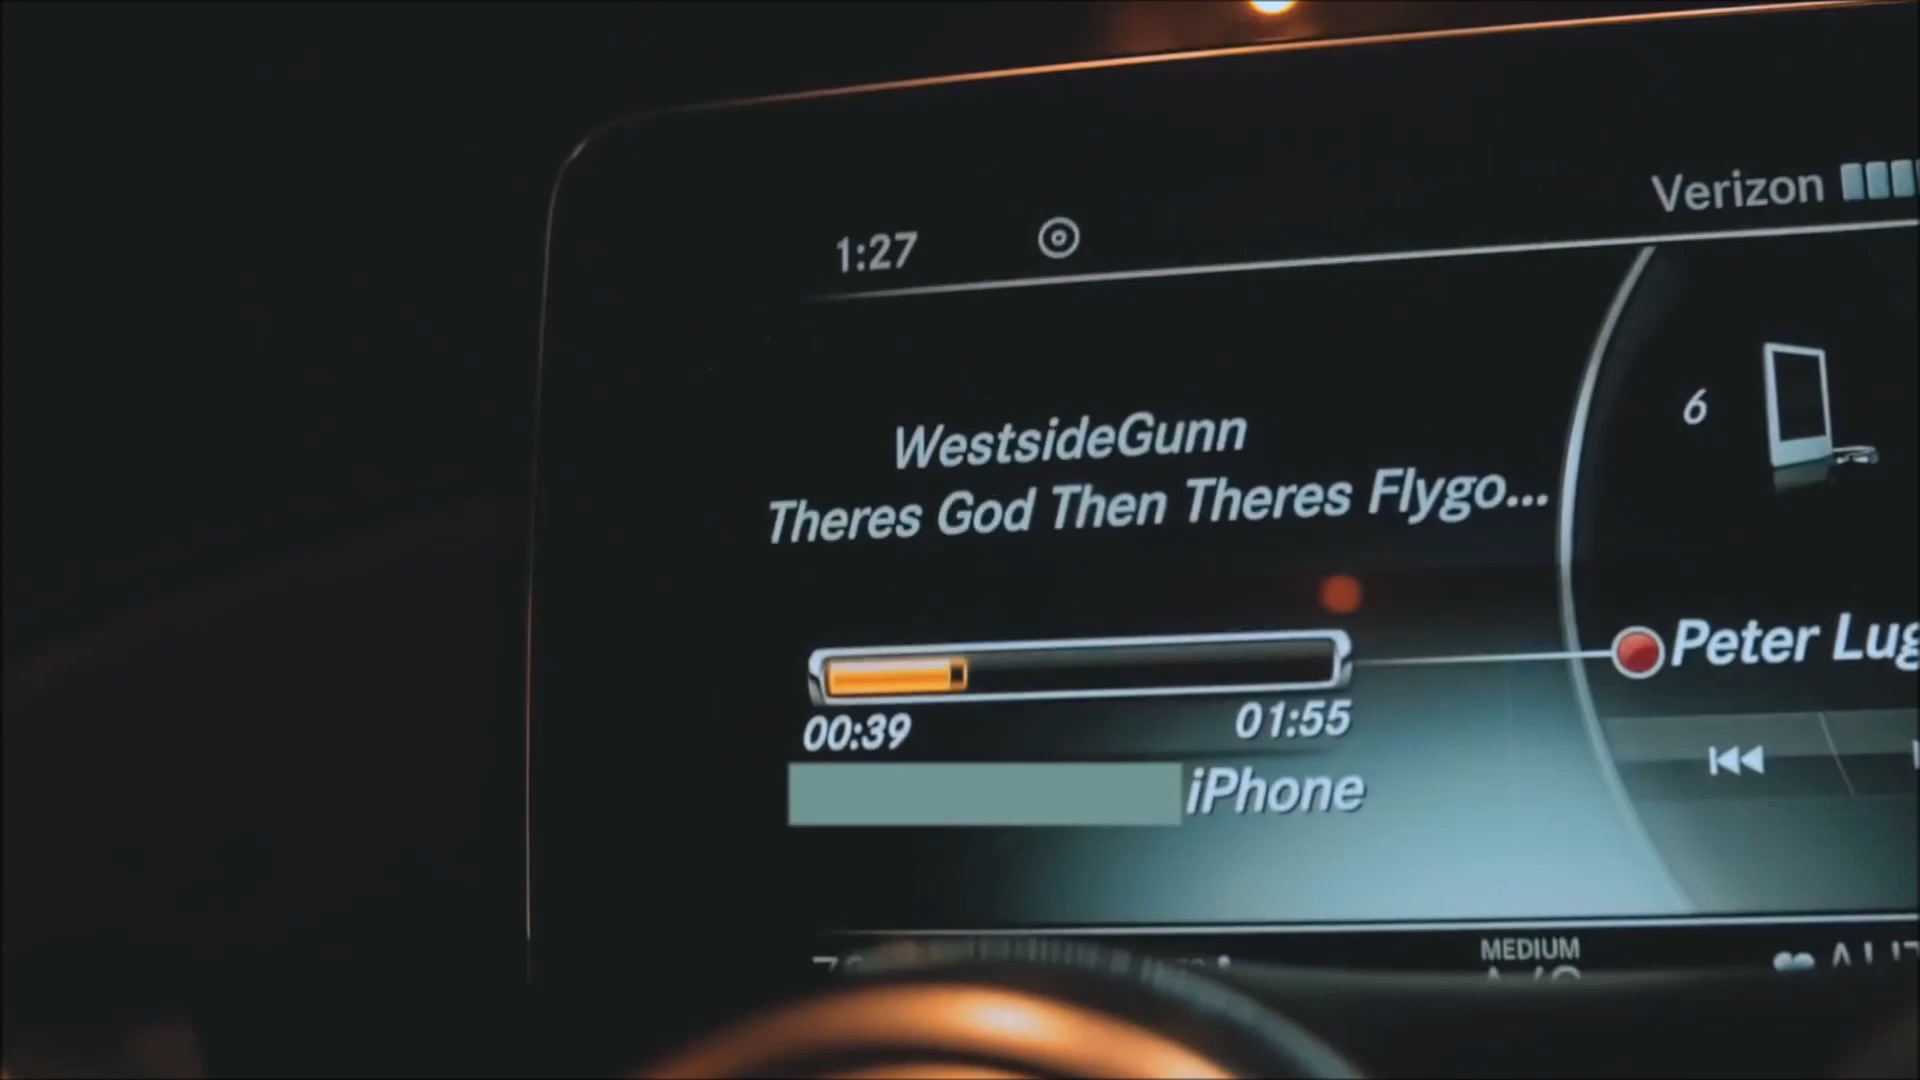 1:27
Verizon
6
WestsideGunn
Theres God Then Theres Flygo...
Peter Lug
00:39 01:55
iPhone
MEDIUM